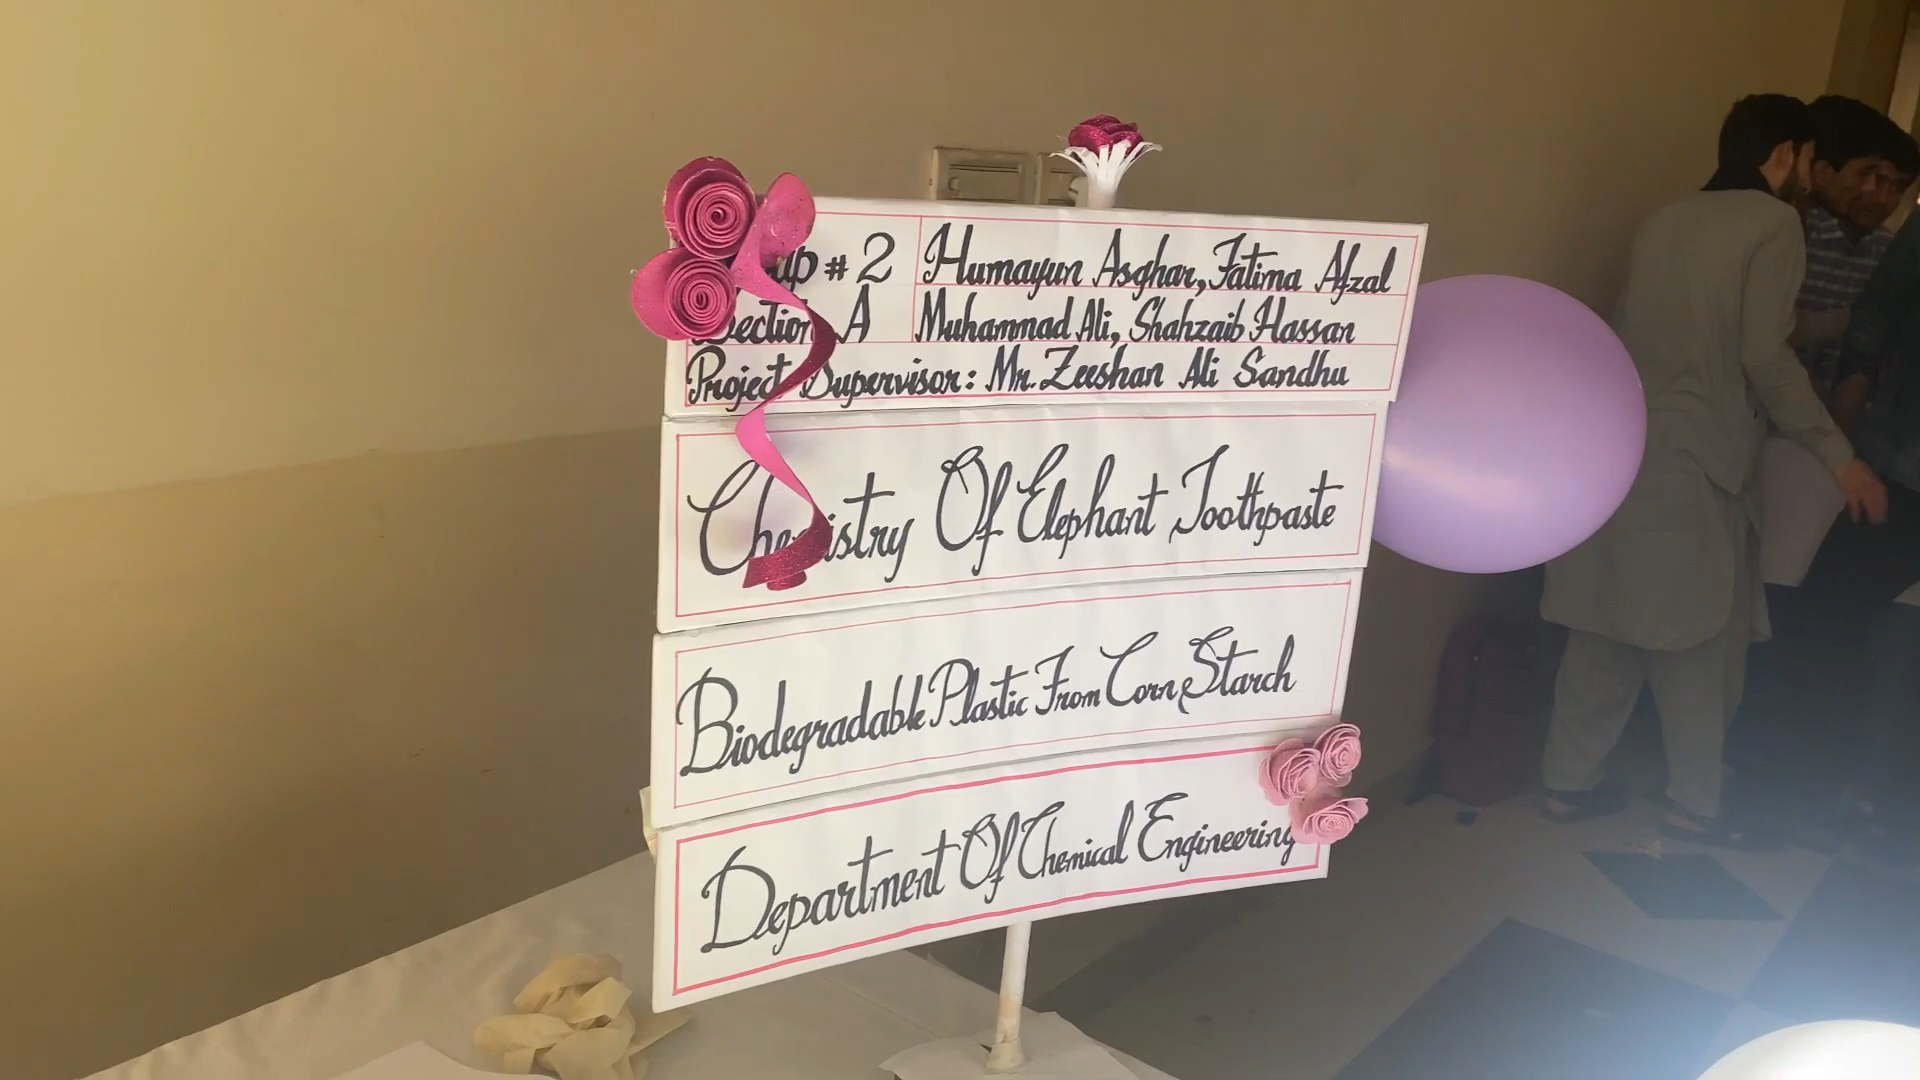 # 2 Humayun Asghar, Fatima Afzal
Section A Muhammad Ali, Shahzaib Hassan
Project Supervisor: Mr. Zeeshan Ali Sandhu
Chemistry Of Elephant Toothpaste
Biodegradable Plastic From Corn Starch
Department Of Chemical Engineering